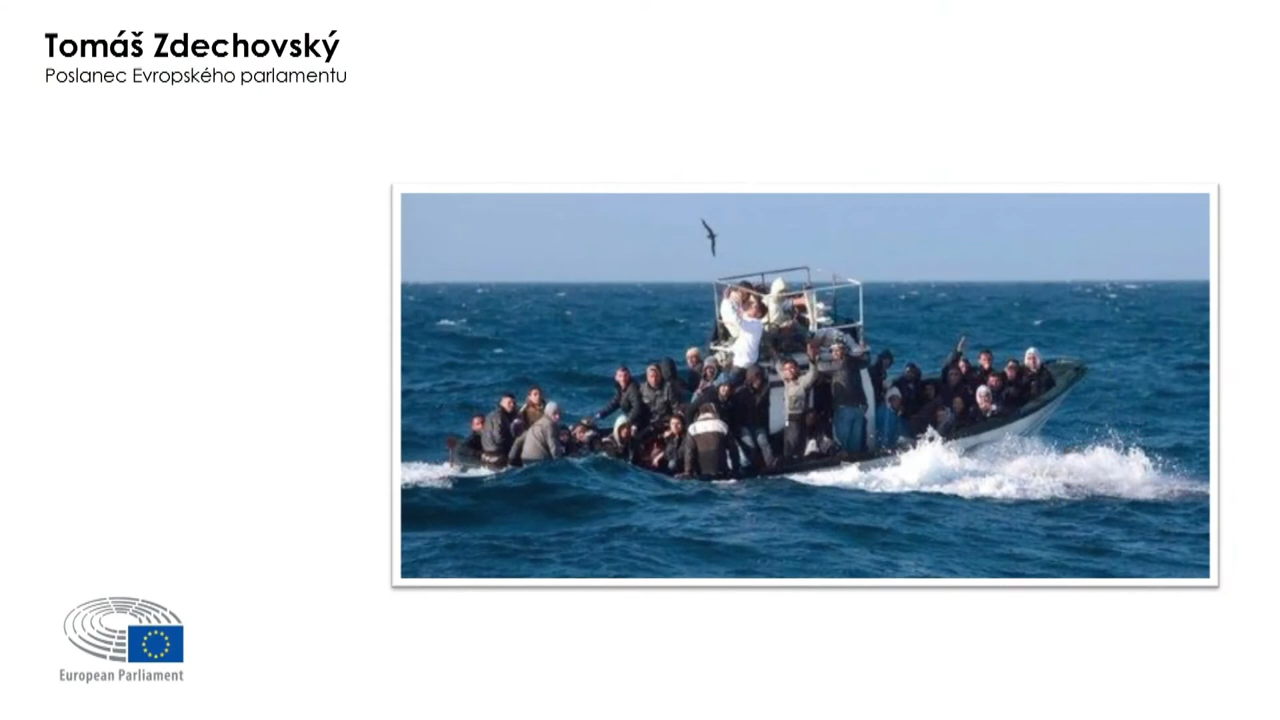 Tomáš Zdechovský
Poslanec Evropského parlamentu
European Parliament